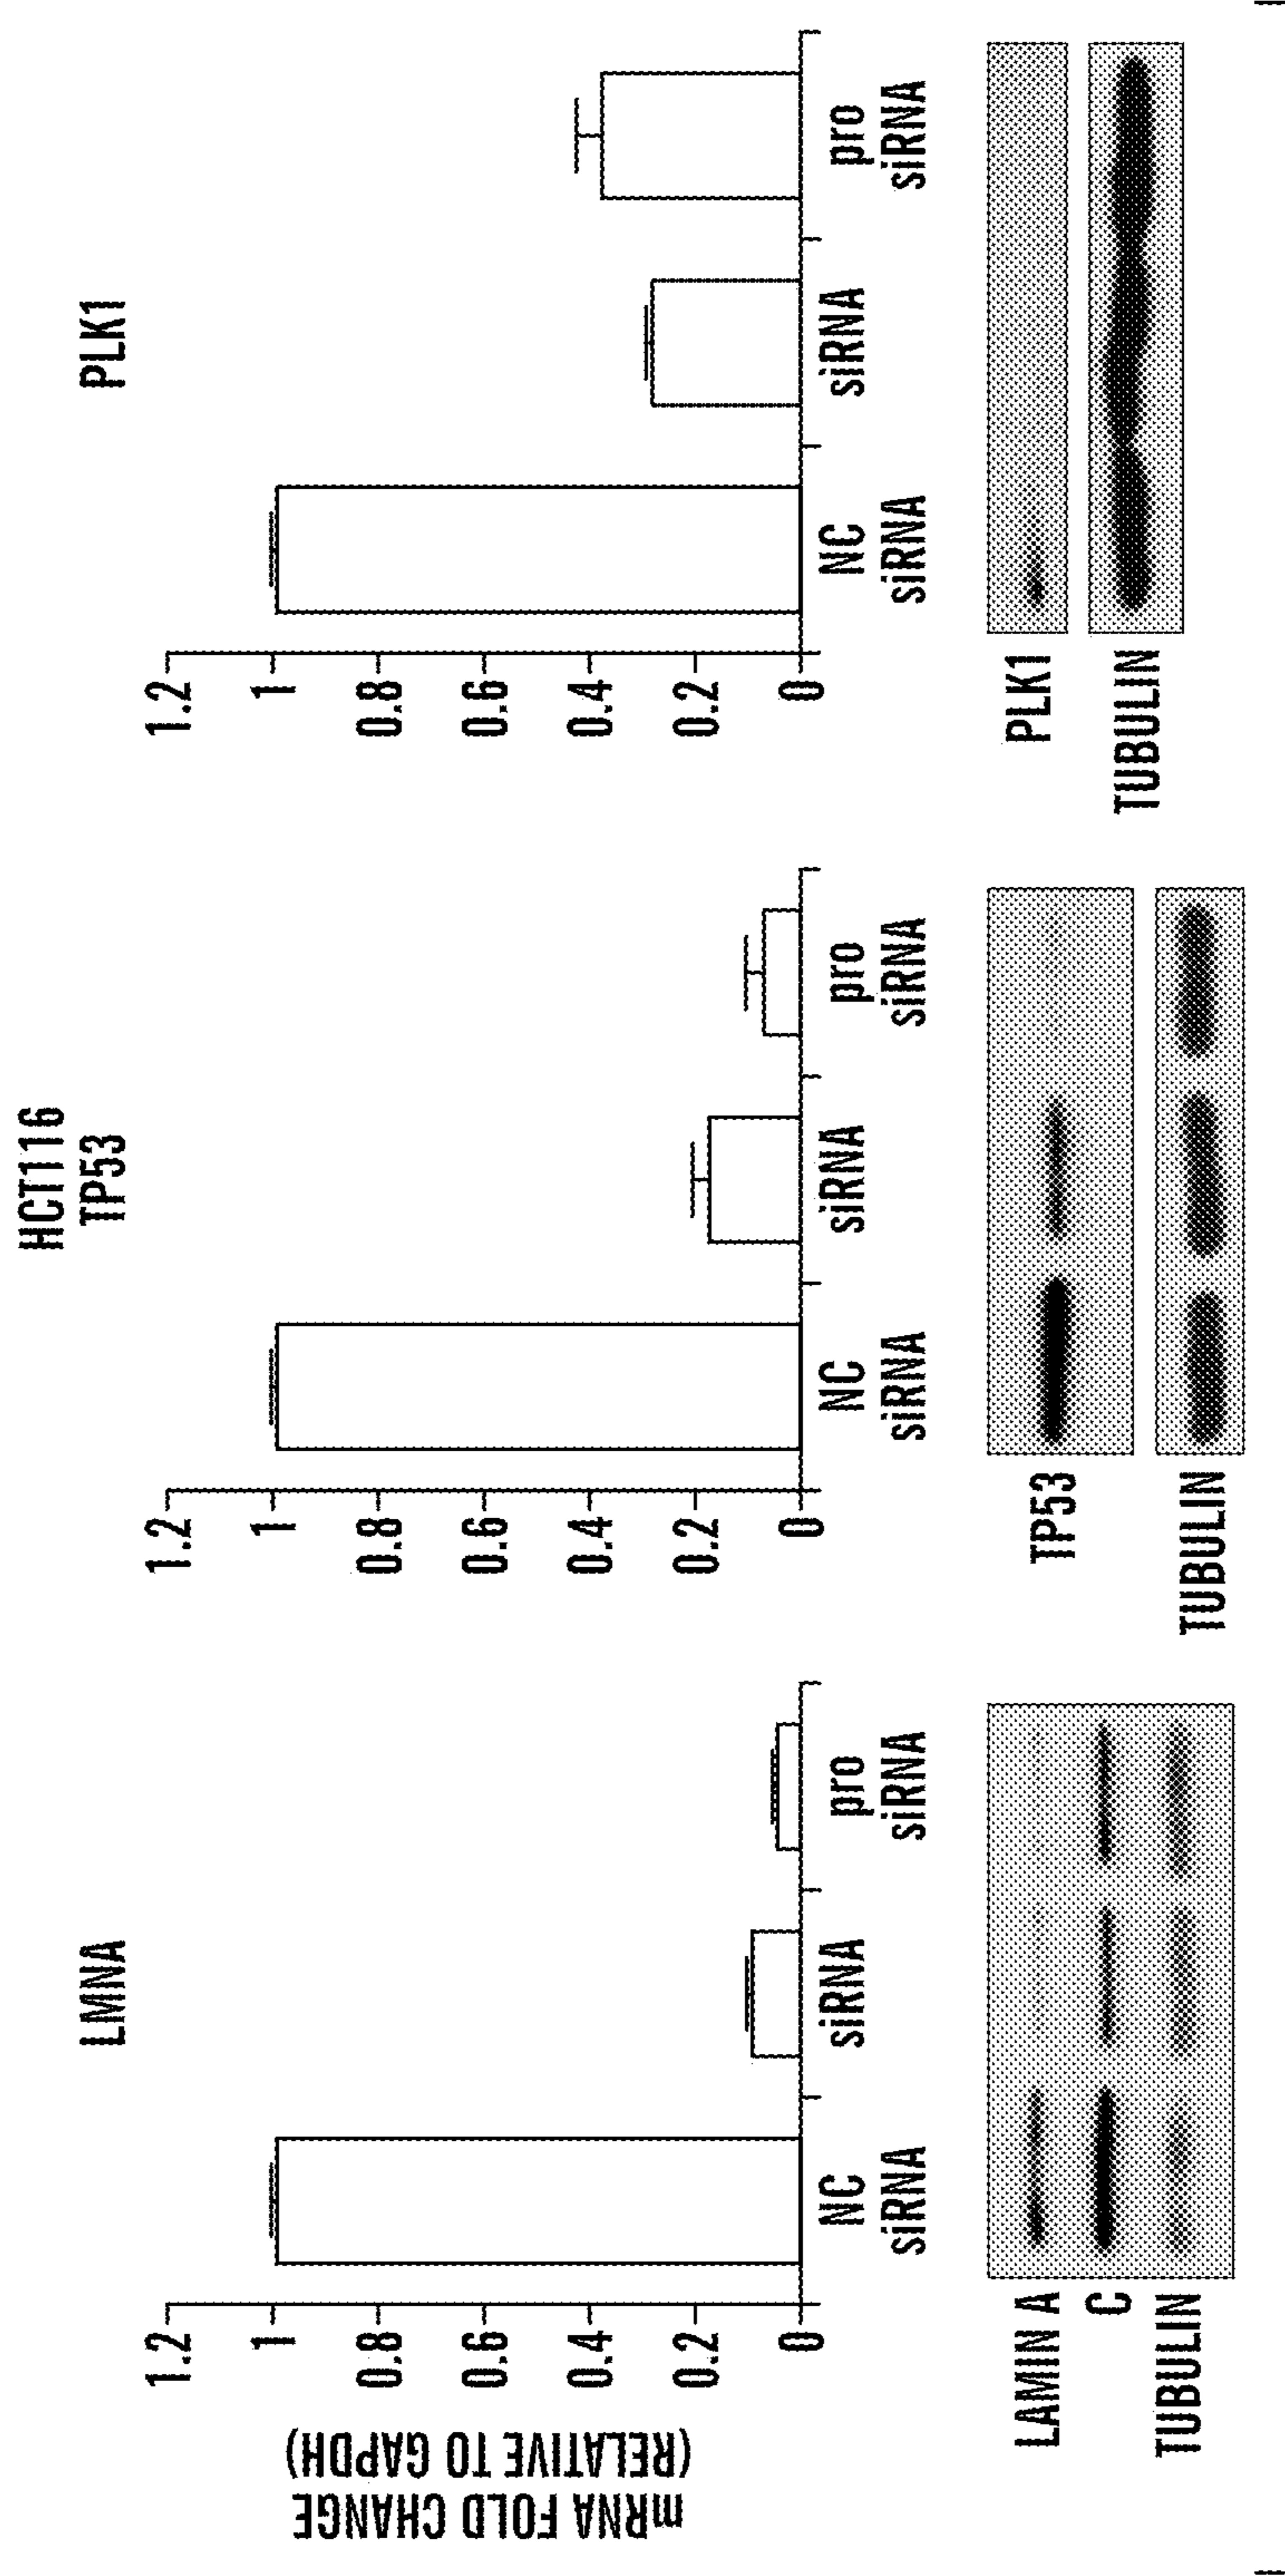 HCT116
LMNA
TP53
PLK1
mRNA FOLD CHANGE
(RELATIVE TO GAPDH)
1.2
1
0.8
0.6
0.4
0.2
0
NC
siRNA
siRNA
pro
siRNA
LAMIN A
C
TUBULIN
1.2
1
0.8
0.6
0.4
0.2
0
NC
siRNA
siRNA
pro
siRNA
TP53
TUBULIN
1.2
1
0.8
0.6
0.4
0.2
0
NC
siRNA
siRNA
pro
siRNA
PLK1
TUBULIN